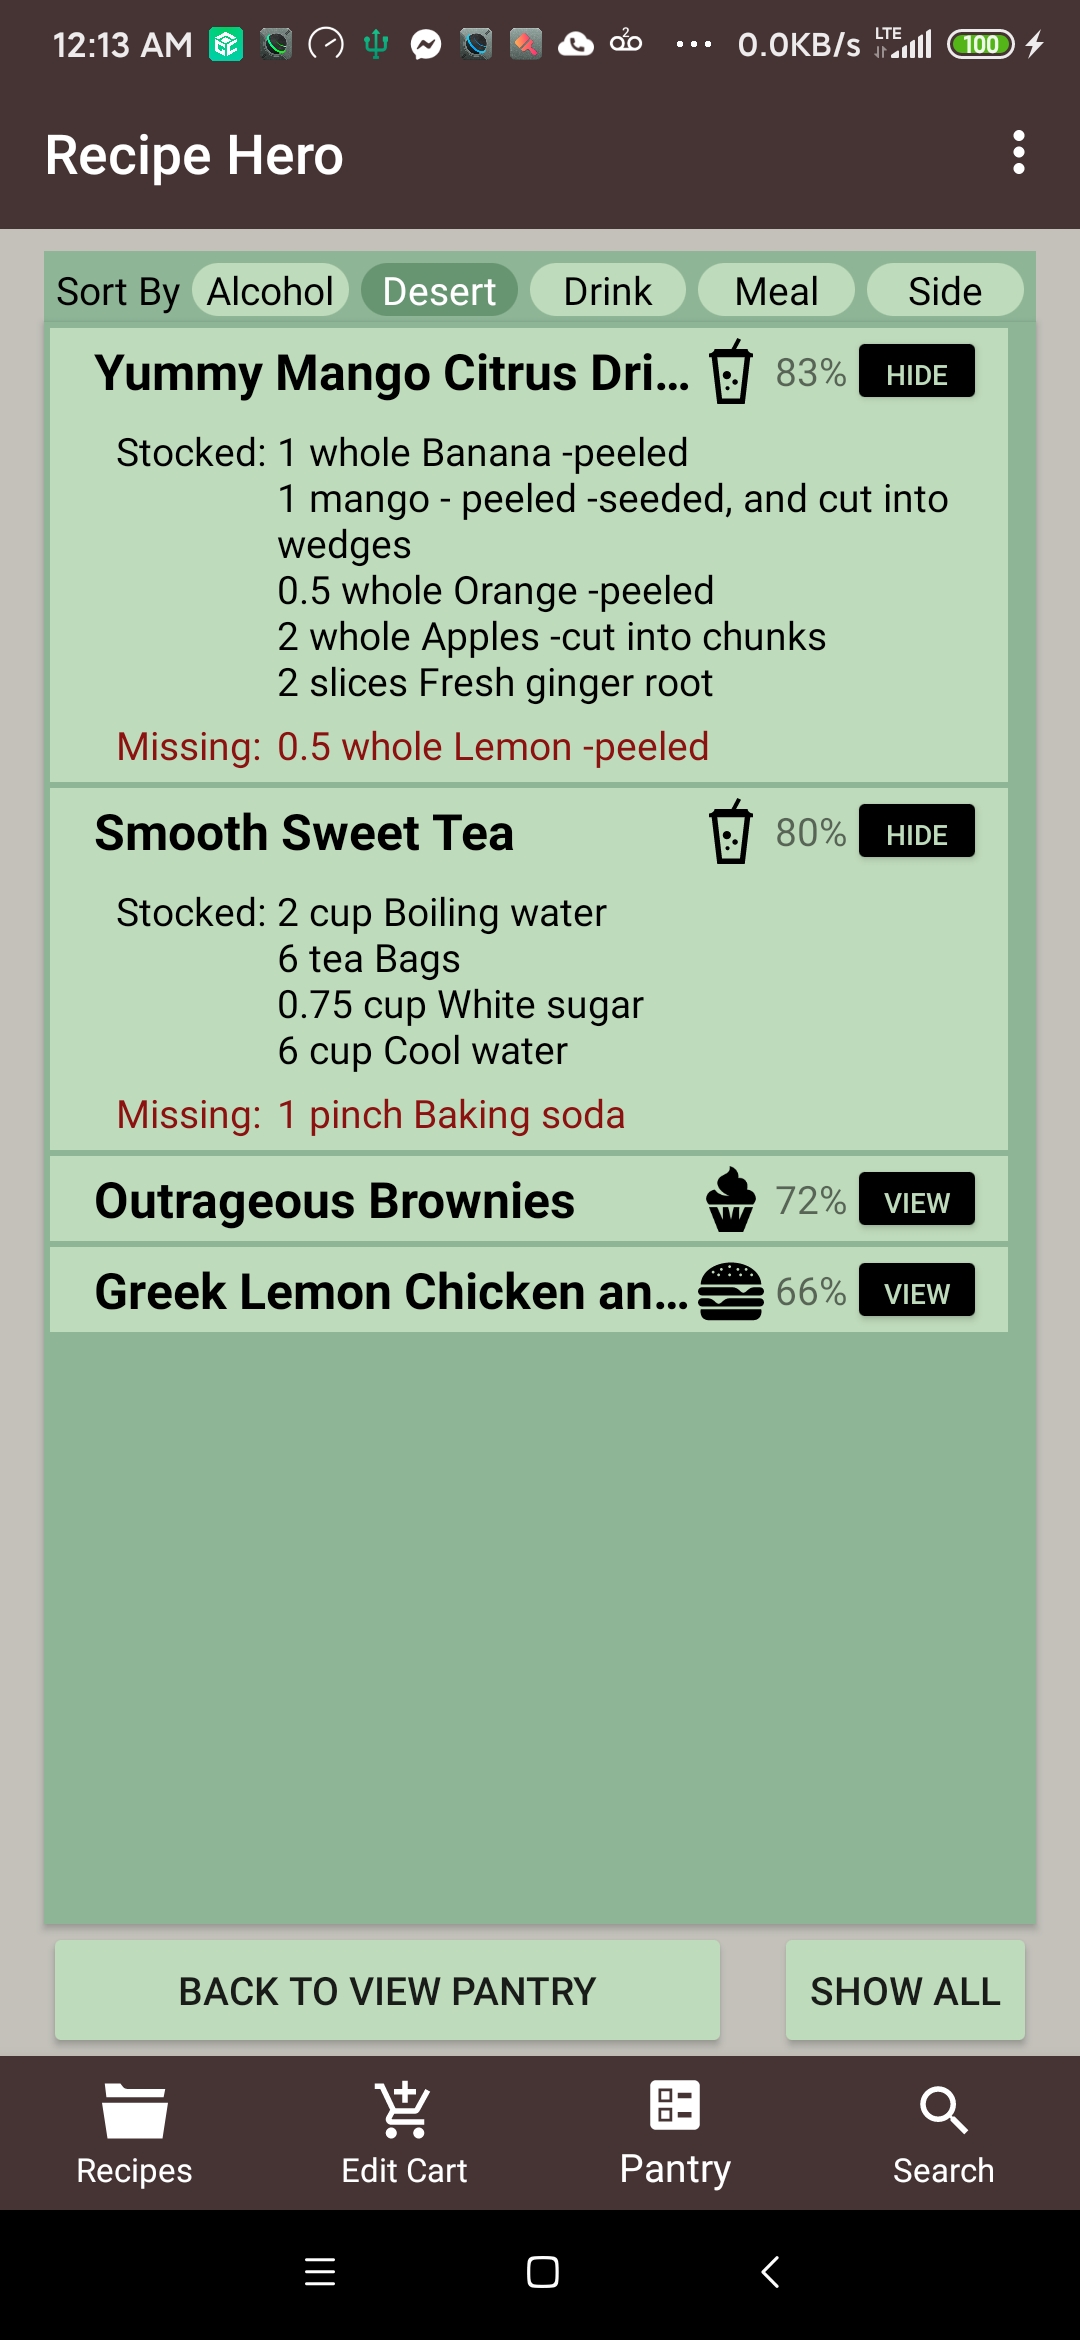 12:13 AM 2 0.0KB/s LTE 100
Recipe Hero
Sort By Alcohol Desert Drink Meal Side
Yummy Mango Citrus Dri... 83% HIDE
Stocked: 1 whole Banana -peeled
1 mango - peeled -seeded, and cut into
wedges
0.5 whole Orange -peeled
2 whole Apples -cut into chunks
2 slices Fresh ginger root
Missing: 0.5 whole Lemon -peeled
Smooth Sweet Tea 80% HIDE
Stocked: 2 cup Boiling water
6 tea Bags
0.75 cup White sugar
6 cup Cool water
Missing: 1 pinch Baking soda
Outrageous Brownies 72% VIEW
Greek Lemon Chicken an... 66% VIEW
BACK TO VIEW PANTRY SHOW ALL
Recipes Edit Cart Pantry Search